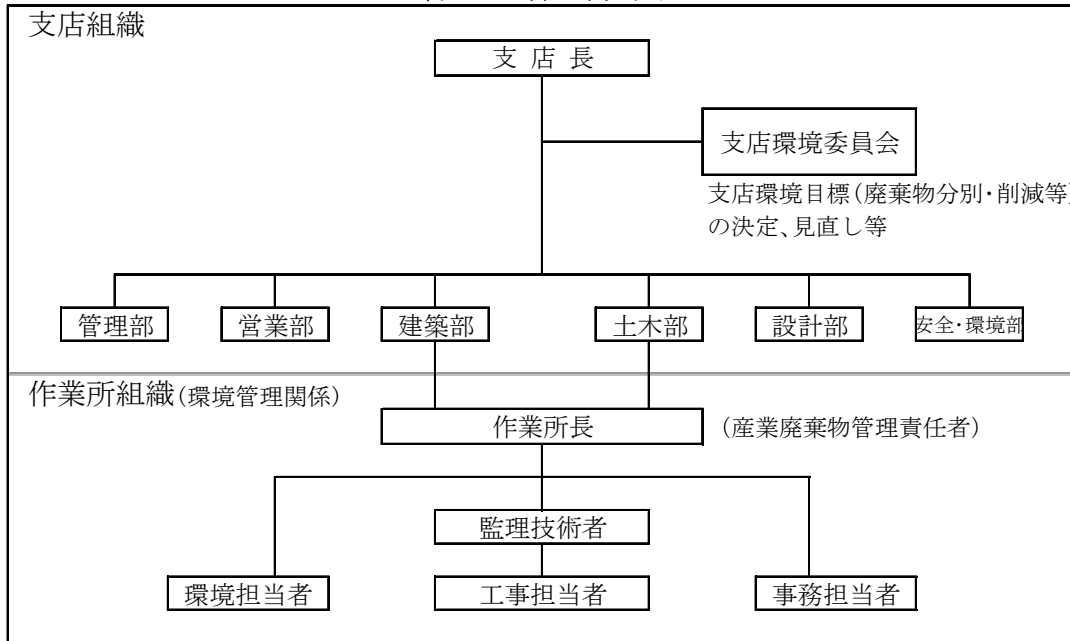 支店組織
支 店 長
支店環境委員会
支店環境目標(廃棄物分別・削減等)
の決定、見直し等
管理部 営業部 建築部 土木部 設計部 安全・環境部
作業所組織(環境管理関係)
作業所長 (産業廃棄物管理責任者)
監理技術者
環境担当者 工事担当者 事務担当者